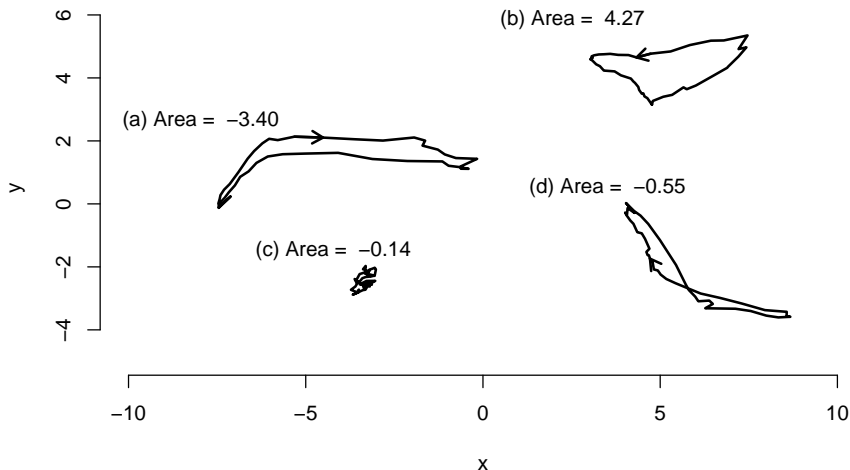 6
(b) Area = 4.27
4
(a) Area = −3.40
2
y
0
(d) Area = −0.55
(c) Area = −0.14
−2
−4
−10 −5 0 5 10
x